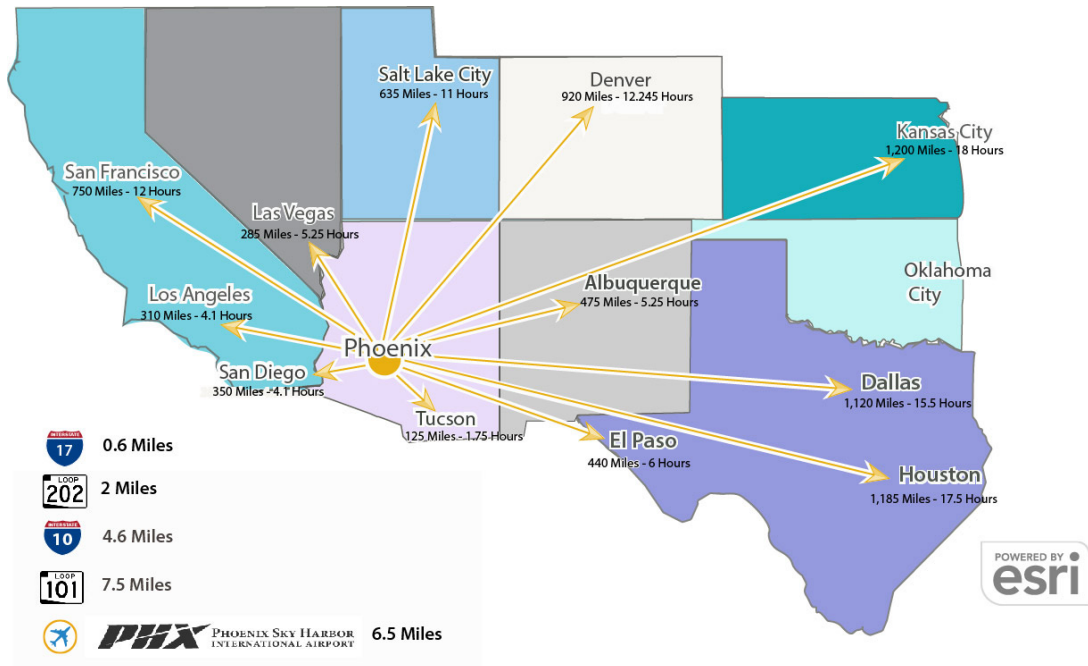 Salt Lake City
635 Miles - 11 Hours
Denver
920 Miles - 12.245 Hours
Kansas City
1,200 Miles - 18 Hours
San Francisco
750 Miles - 12 Hours
Las Vegas
285 Miles - 5.25 Hours
Albuquerque
475 Miles - 5.25 Hours
Oklahoma
City
Los Angeles
310 Miles - 4.1 Hours
Phoenix
San Diego
350 Miles - 4.1 Hours
Dallas
1,120 Miles - 15.5 Hours
Tucson
125 Miles - 1.75 Hours
El Paso
440 Miles - 6 Hours
Houston
1,185 Miles - 17.5 Hours
INTERSTATE
17
0.6 Miles
LOOP
202
2 Miles
INTERSTATE
10
4.6 Miles
LOOP
101
7.5 Miles
PHX
PHOENIX SKY HARBOR
INTERNATIONAL AIRPORT
6.5 Miles
POWERED BY
esri